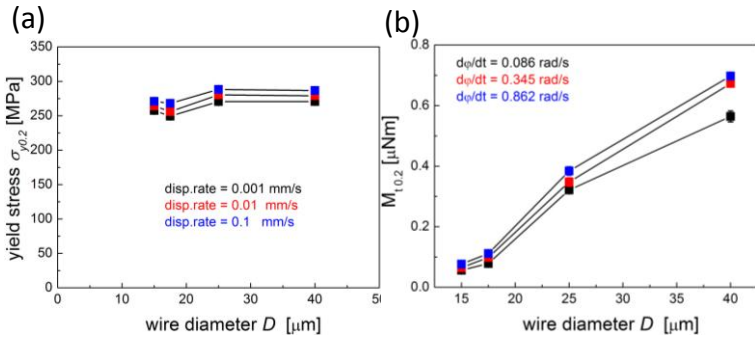 (a)
350
300
250
200
150
100
50
0
yield stress σy0.2 [MPa]
disp.rate = 0.001 mm/s
disp.rate = 0.01 mm/s
disp.rate = 0.1 mm/s
0 10 20 30 40 50
wire diameter D [µm]
(b)
0.8
0.6
0.4
0.2
0.0
Mt 0.2 [µNm]
dφ/dt = 0.086 rad/s
dφ/dt = 0.345 rad/s
dφ/dt = 0.862 rad/s
15 20 25 30 35 40
wire diameter D [µm]